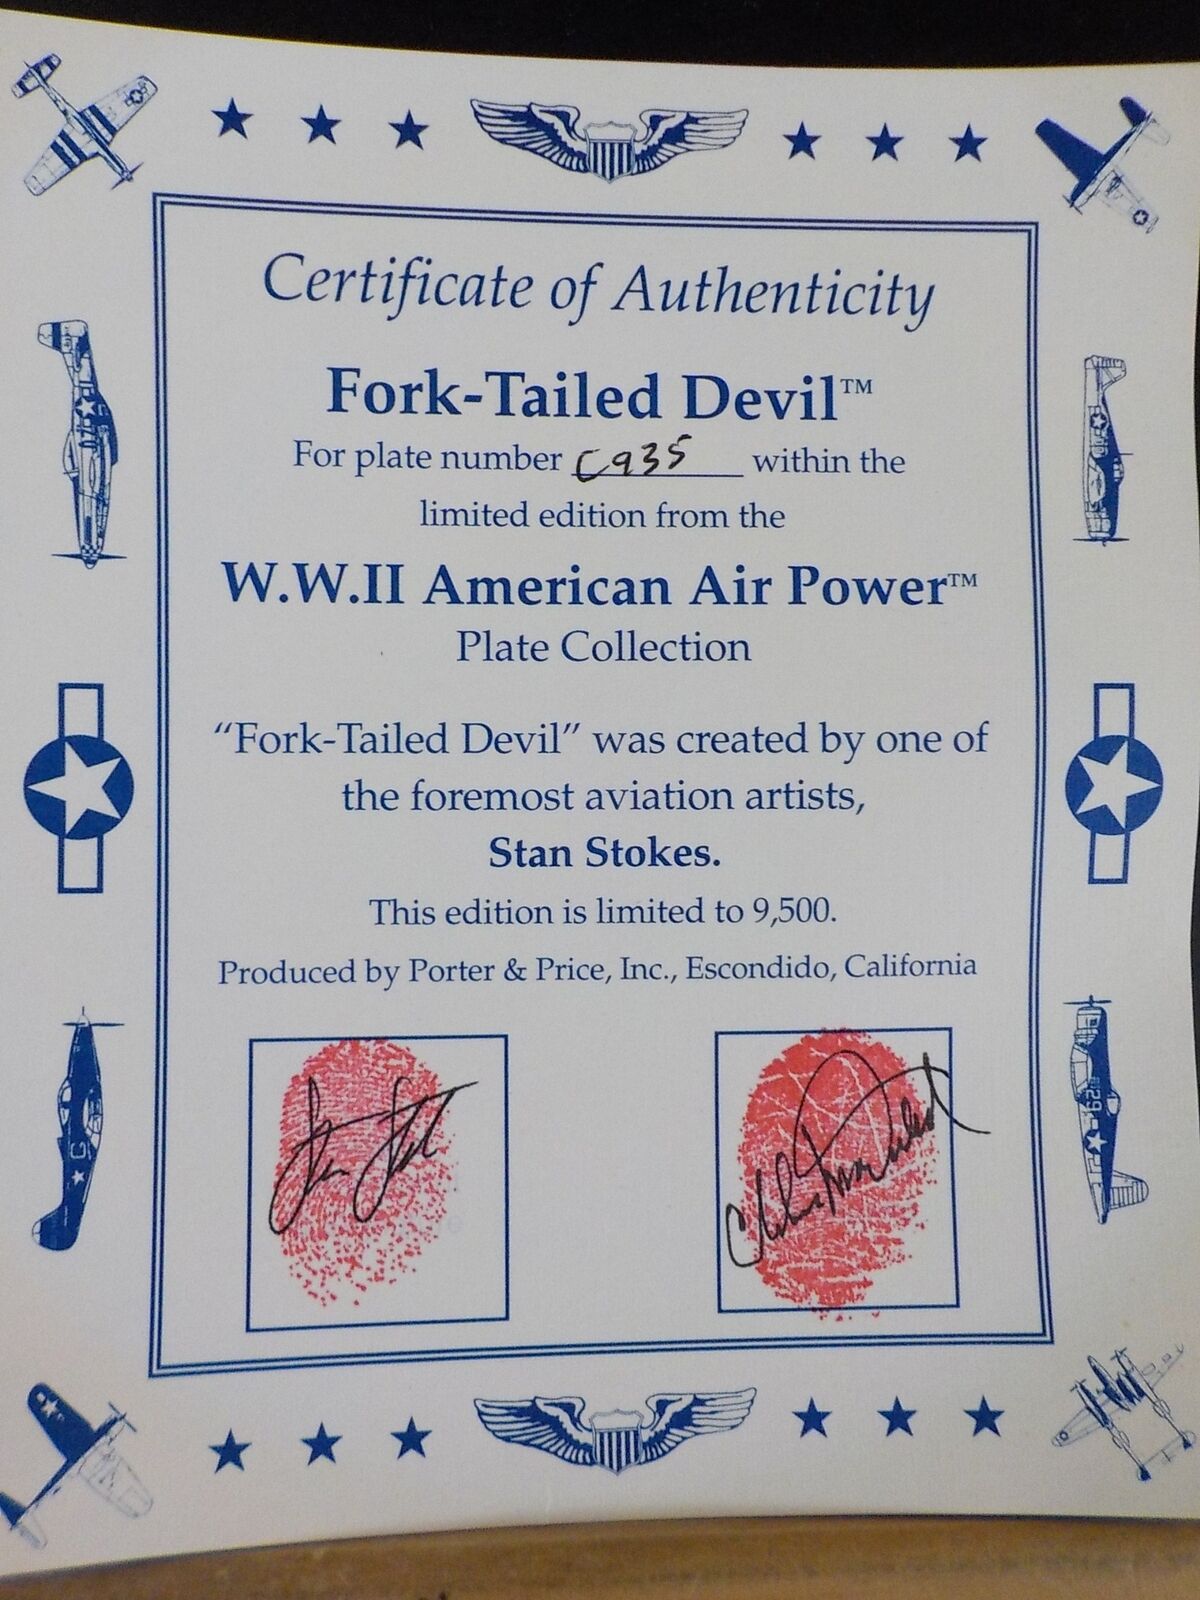 Certificate of Authenticity
Fork-Tailed Devil™
For plate number C935 within the
limited edition from the
W.W.II American Air Power™
Plate Collection
“Fork-Tailed Devil” was created by one of
the foremost aviation artists,
Stan Stokes.
This edition is limited to 9,500.
Produced by Porter & Price, Inc., Escondido, California